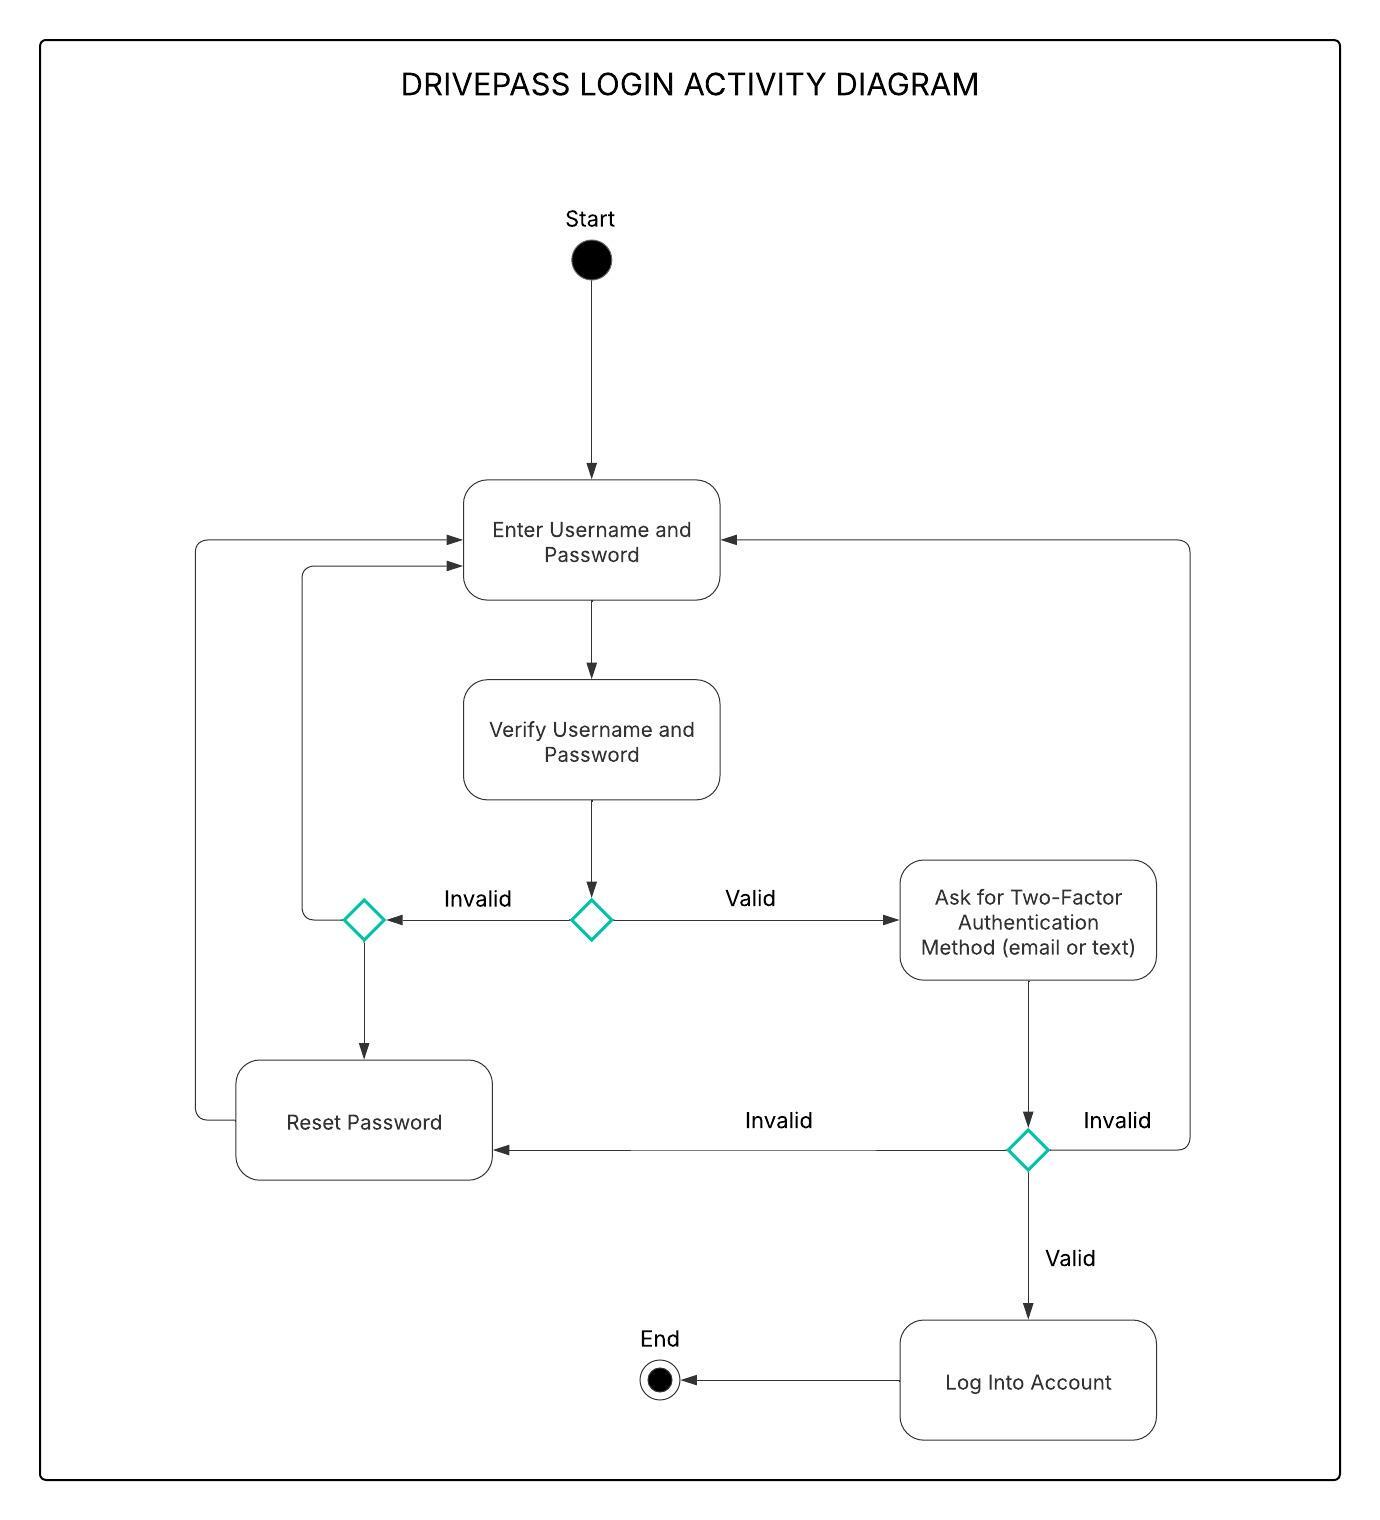 DRIVEPASS LOGIN ACTIVITY DIAGRAM
Start
Enter Username and
Password
Verify Username and
Password
Invalid
Valid
Ask for Two-Factor
Authentication
Method (email or text)
Reset Password
Invalid
Invalid
Valid
End
Log Into Account